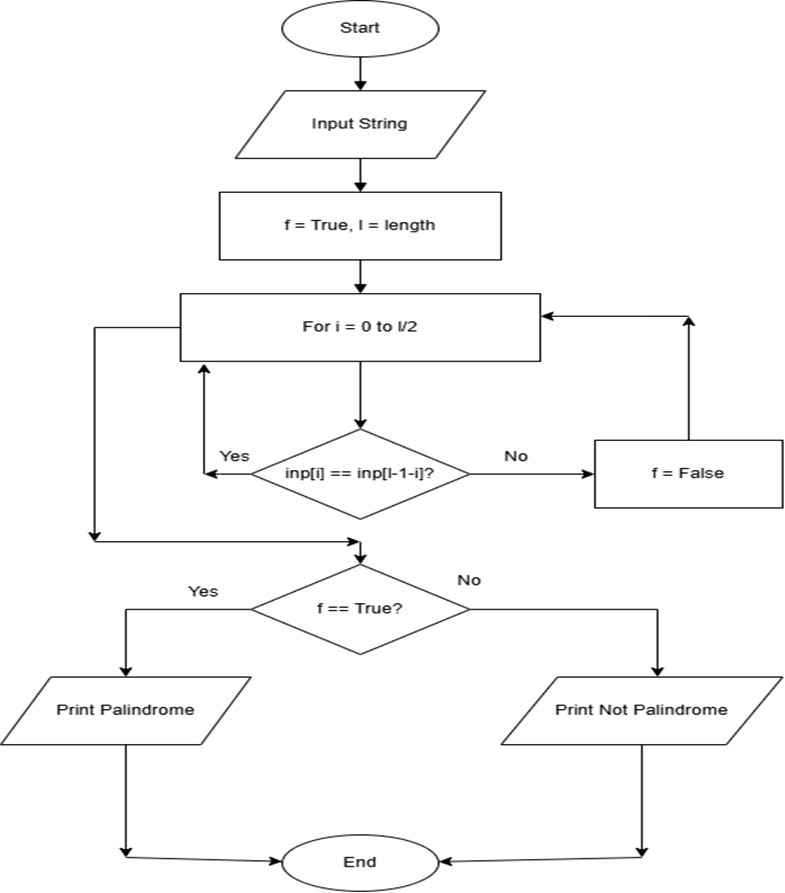 Start
Input String
f = True, l = length
For i = 0 to l/2
Yes
No
inp[i] == inp[l-1-i]?
f = False
Yes
No
f == True?
Print Palindrome
Print Not Palindrome
End